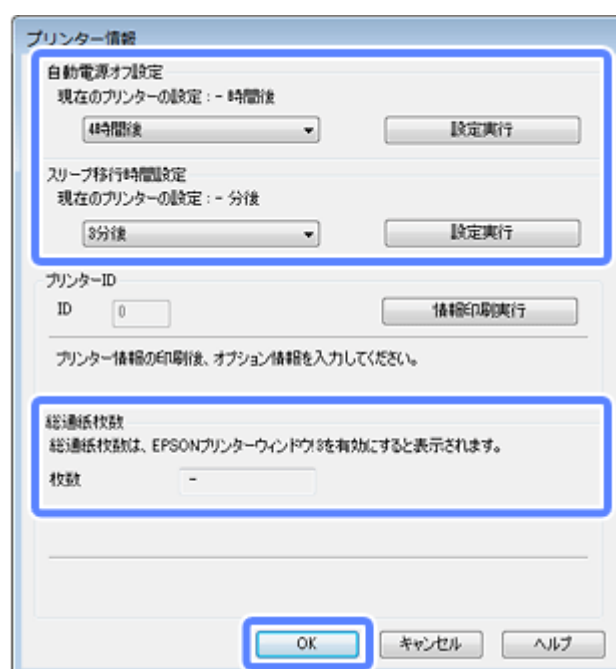 プリンター情報
自動電源オフ設定
現在のプリンターの設定：- 時間後
4時間後 設定実行
スリープ移行時間設定
現在のプリンターの設定：- 分後
3分後 設定実行
プリンターID
ID 0 情報印刷実行
プリンター情報の印刷後、オプション情報を入力してください。
総通紙枚数
総通紙枚数は、EPSONプリンターウィンドウ!3を有効にすると表示されます。
枚数 -
OK キャンセル ヘルプ